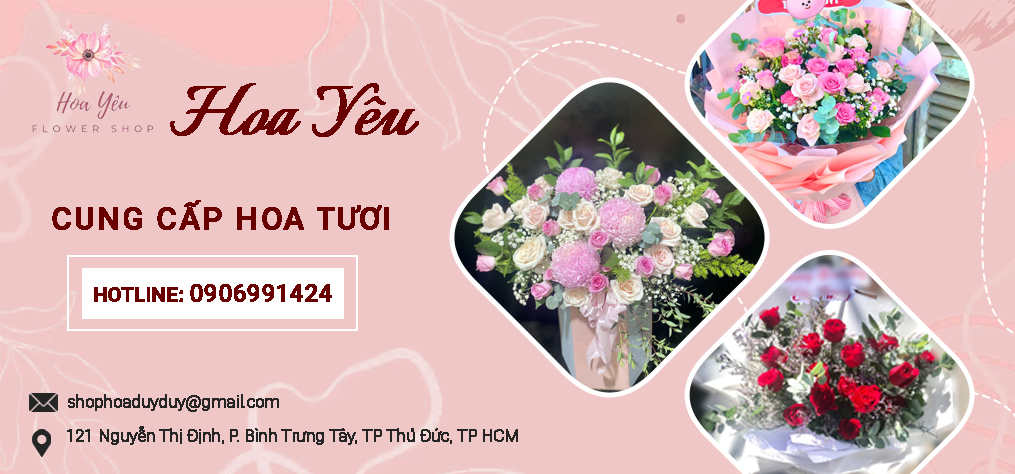 Hoa Yêu
FLOWER SHOP
Hoa Yêu
CUNG CẤP HOA TƯƠI
HOTLINE: 0906991424
shophoaduyduy@gmail.com
121 Nguyễn Thị Định, P. Bình Trưng Tây, TP Thủ Đức, TP HCM